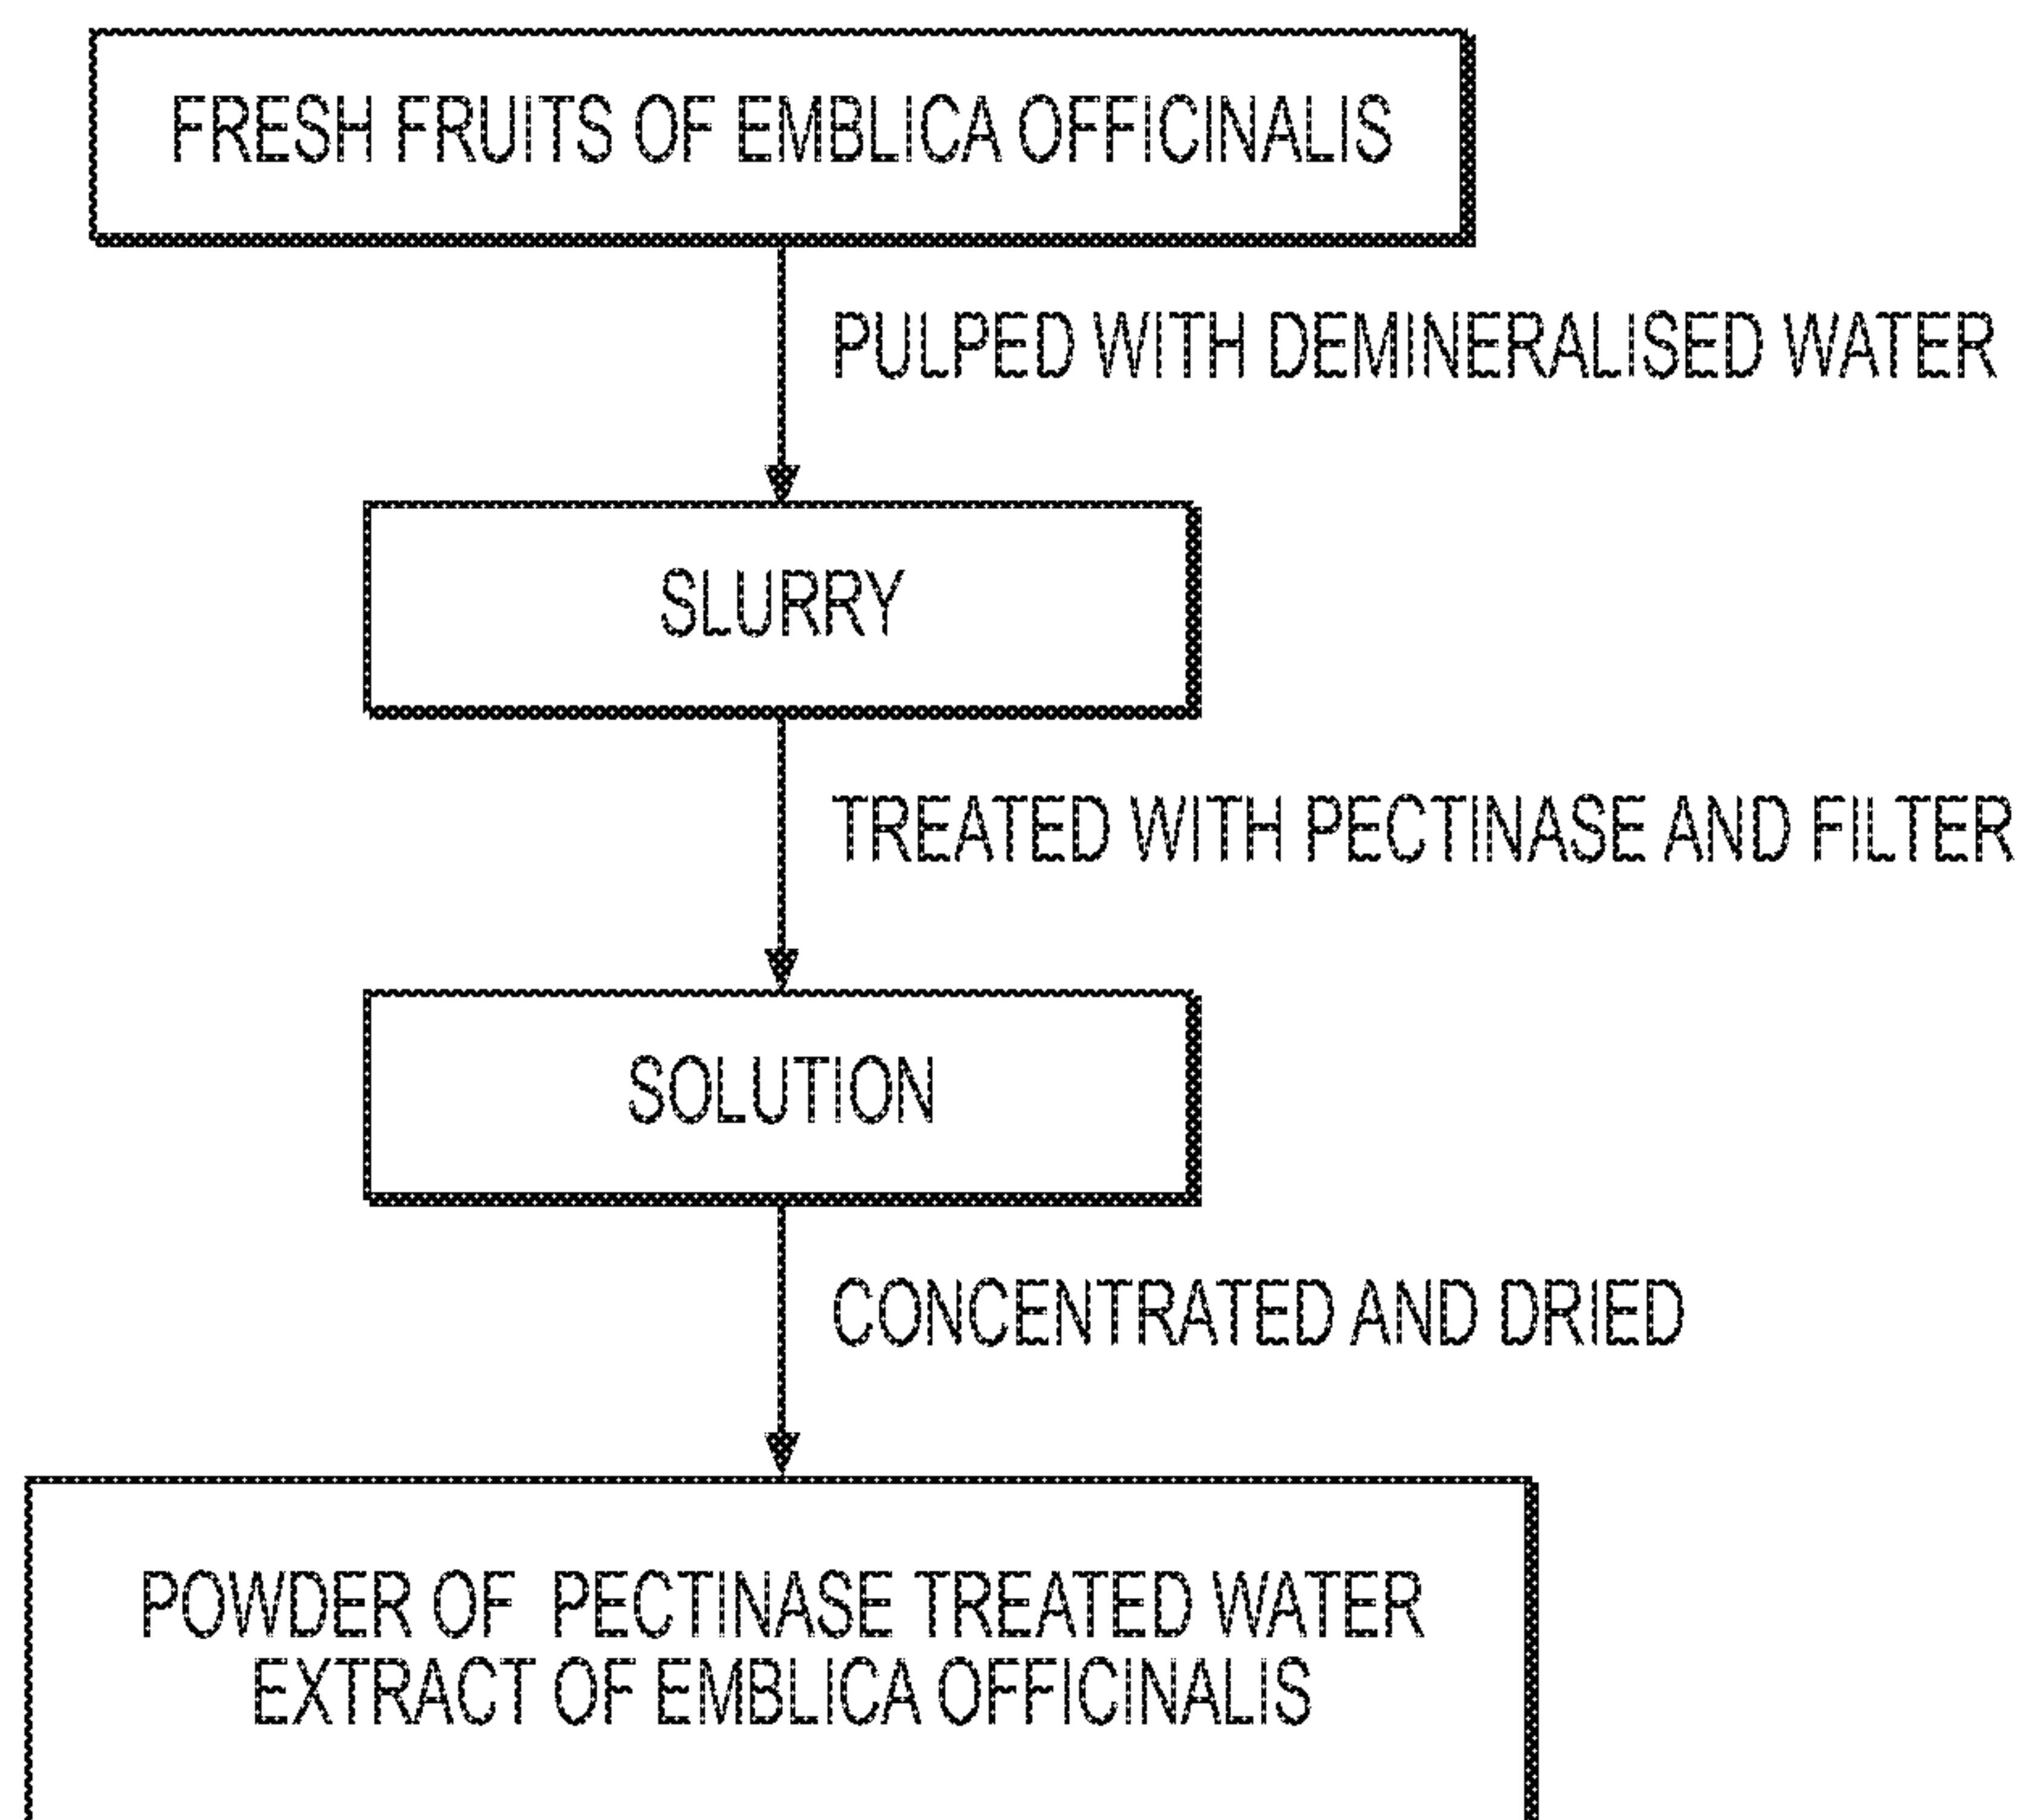 FRESH FRUITS OF EMBLICA OFFICINALIS
PULPED WITH DEMINERALISED WATER
SLURRY
TREATED WITH PECTINASE AND FILTER
SOLUTION
CONCENTRATED AND DRIED
POWDER OF PECTINASE TREATED WATER
EXTRACT OF EMBLICA OFFICINALIS